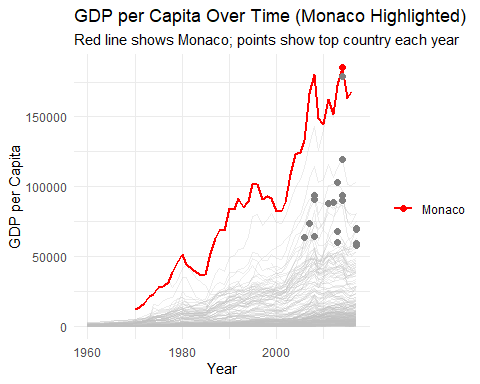 GDP per Capita Over Time (Monaco Highlighted)
Red line shows Monaco; points show top country each year
150000
100000
50000
0
GDP per Capita
1960
1980
2000
Year
Monaco